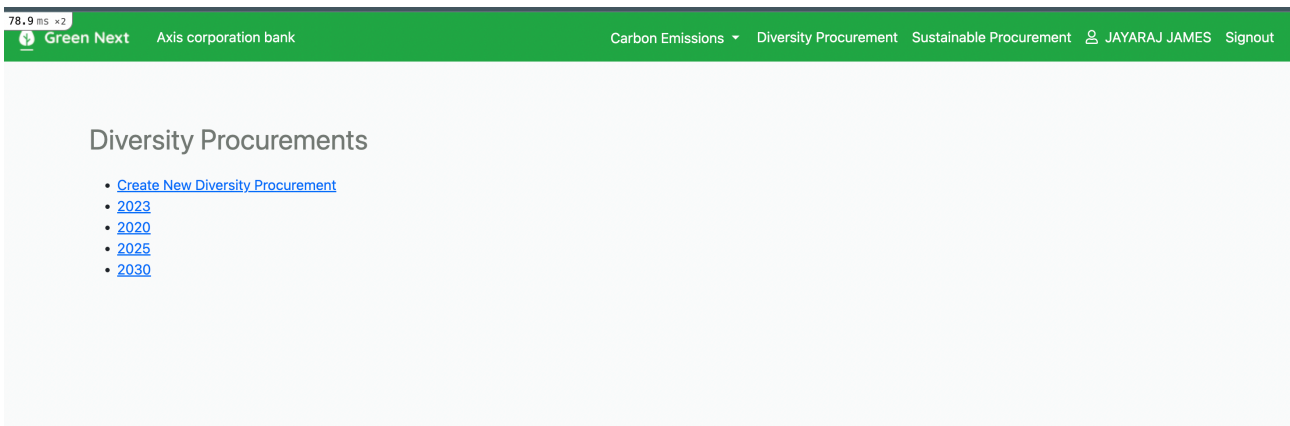 78.9 ms ×2
Green Next Axis corporation bank Carbon Emissions Diversity Procurement Sustainable Procurement JAYARAJ JAMES Signout
Diversity Procurements
Create New Diversity Procurement
2023
2020
2025
2030